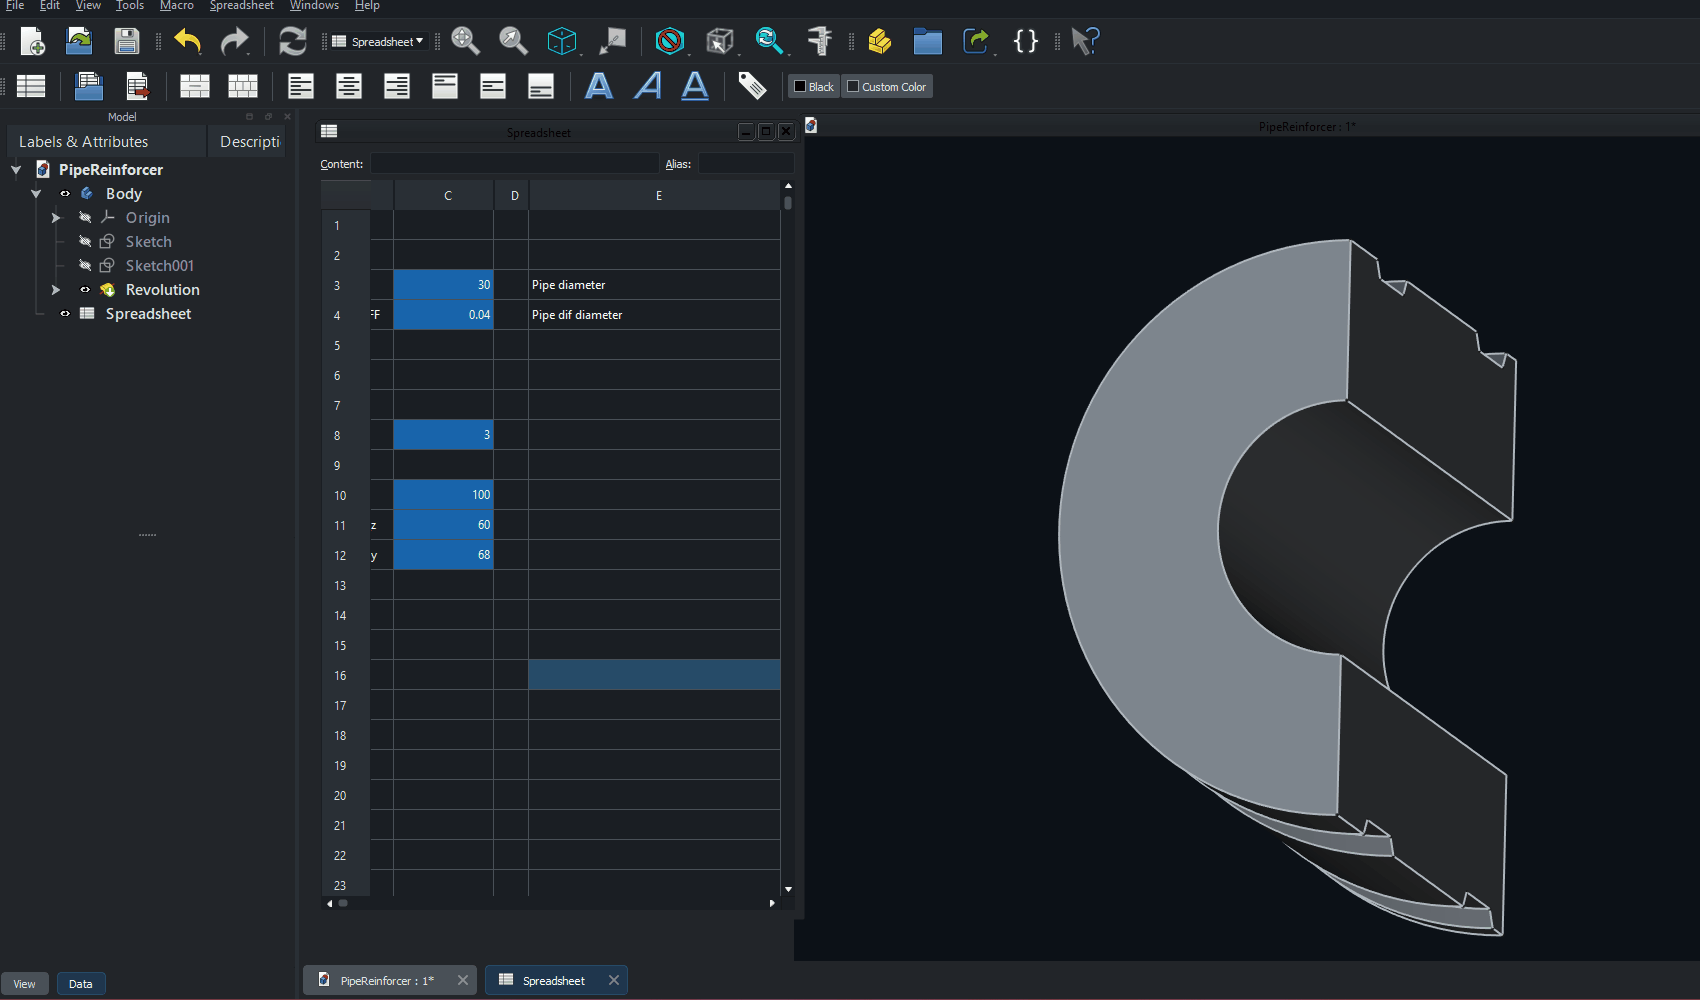 File Edit View Tools Macro Spreadsheet Windows Help
Spreadsheet
Black Custom Color
Model
Labels & Attributes Descripti
PipeReinforcer
Body
Origin
Sketch
Sketch001
Revolution
Spreadsheet
View Data
Spreadsheet
Content: Alias:
C D E
1
2
3 30 Pipe diameter
4 FF 0.04 Pipe dif diameter
5
6
7
8 3
9
10 100
11 z 60
12 y 68
13
14
15
16
17
18
19
20
21
22
23
PipeReinforcer : 1*
PipeReinforcer : 1* Spreadsheet